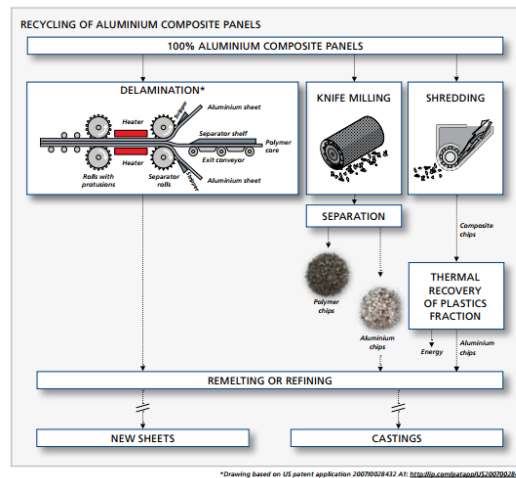 RECYCLING OF ALUMINIUM COMPOSITE PANELS
100% ALUMINIUM COMPOSITE PANELS
DELAMINATION*
Heater
Stripper
Aluminium sheet
Separator shelf
Polymer
core
Heater
Exit conveyor
Rolls with
protusions
Separator
rolls
Stripper
Aluminium sheet
KNIFE MILLING
SEPARATION
Polymer
chips
Aluminium
chips
SHREDDING
Composite
chips
THERMAL
RECOVERY
OF PLASTICS
FRACTION
Energy
Aluminium
chips
REMELTING OR REFINING
NEW SHEETS
CASTINGS
*Drawing based on US patent application 20070028432 A1: